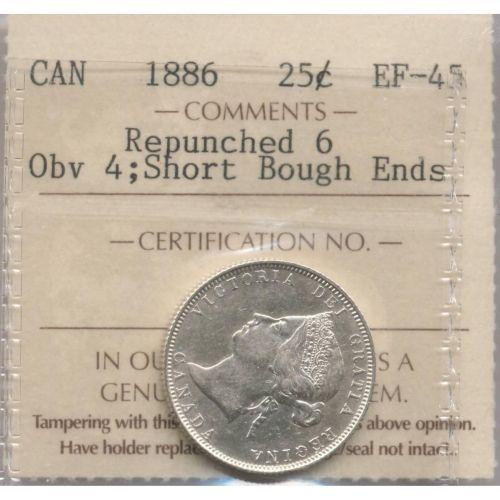 CAN 1886 25¢ EF-45
— COMMENTS —
Repunched 6
Obv 4;Short Bough Ends
— CERTIFICATION NO. —
IN OU S A
GENU EM.
Tampering with this above opinion.
Have holder replac /seal not intact.
VICTORIA DEI GRATIA REGINA
CANADA